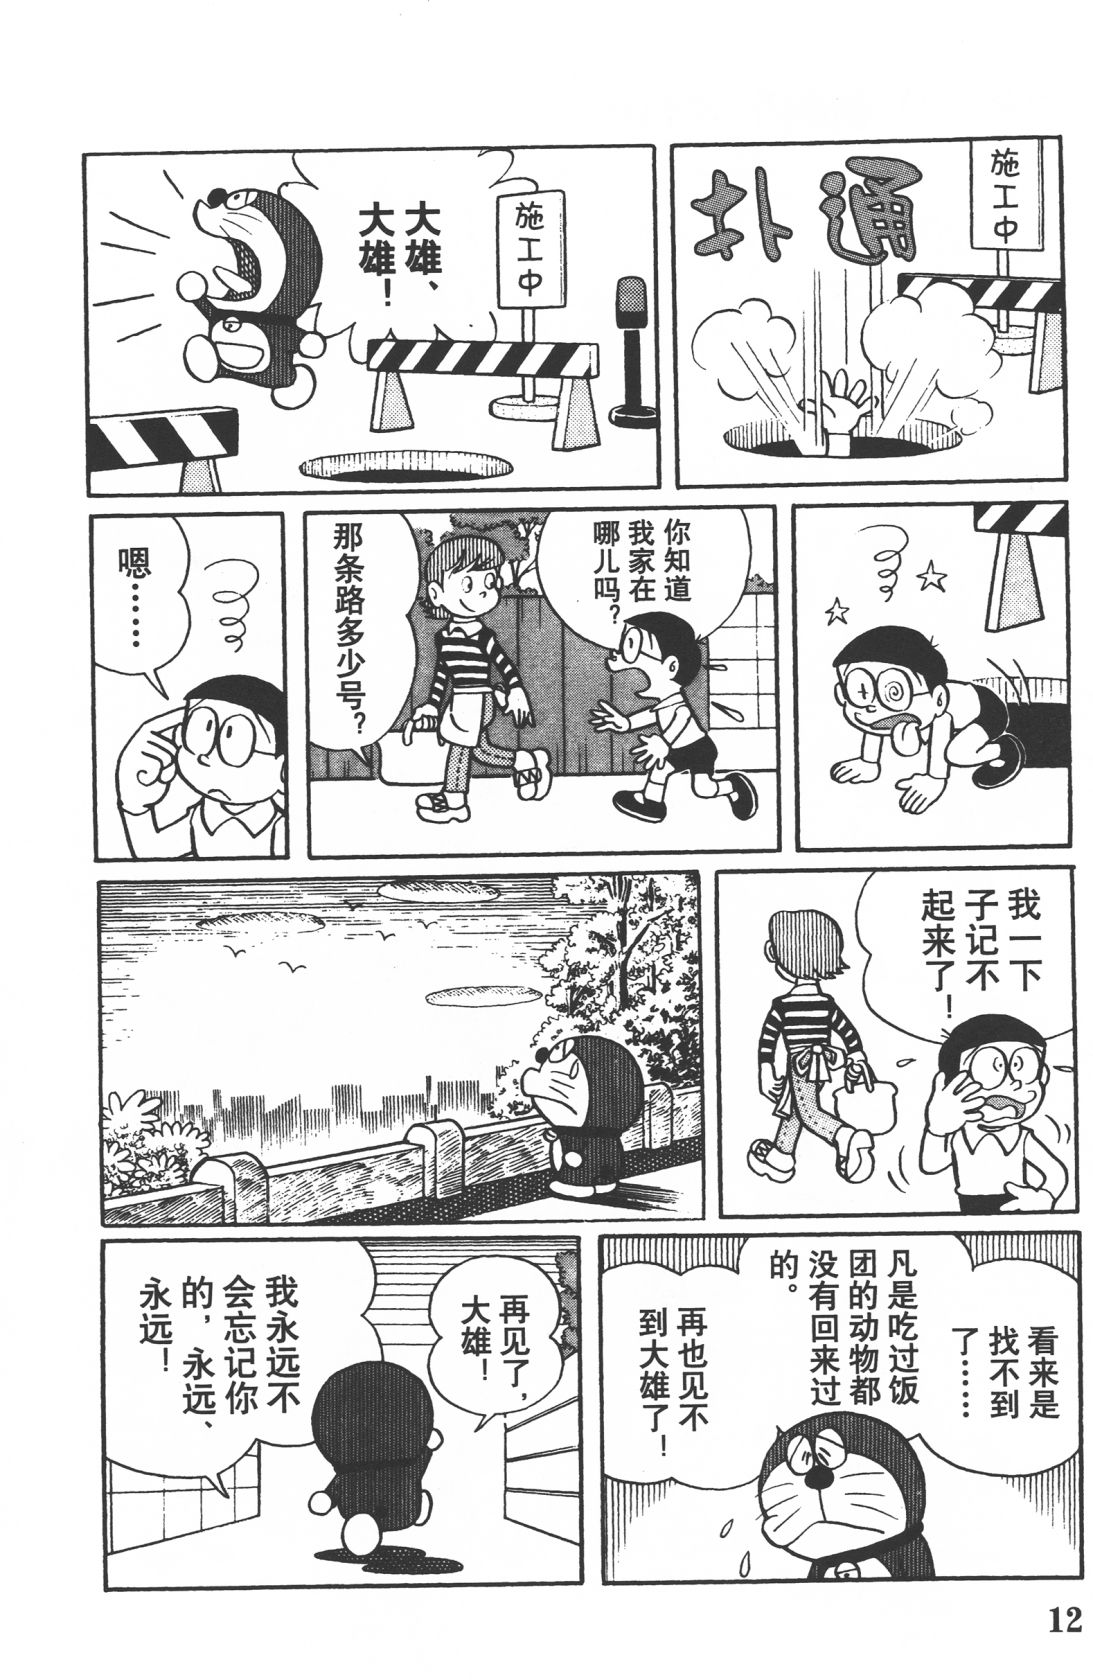 扑通
施工中
大雄、
大雄！
施工中
你知道
我家在
哪儿吗？
那条路多少号？
嗯……
我一下
子记不
起来了！
看来是
找不到
了……
凡是吃过饭
团的动物都
没有回来过
的。
再也见不
到大雄了！
再见了，
大雄！
我永远不
会忘记你
的，永远、
永远！
12